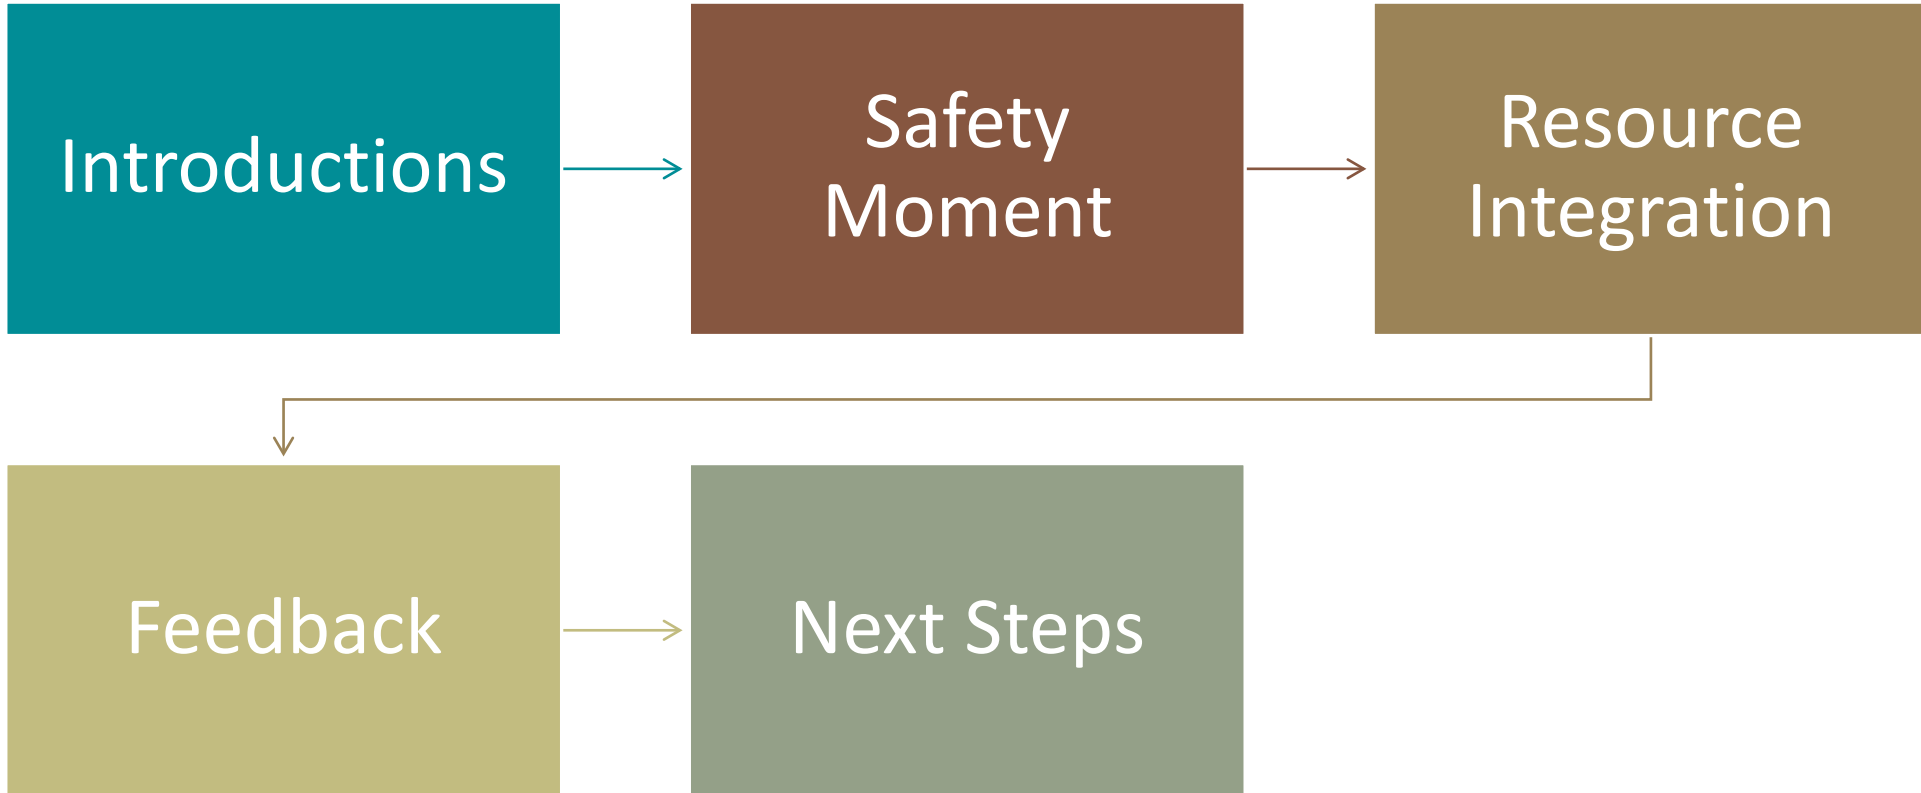 Introductions
Safety
Moment
Resource
Integration
Feedback
Next Steps